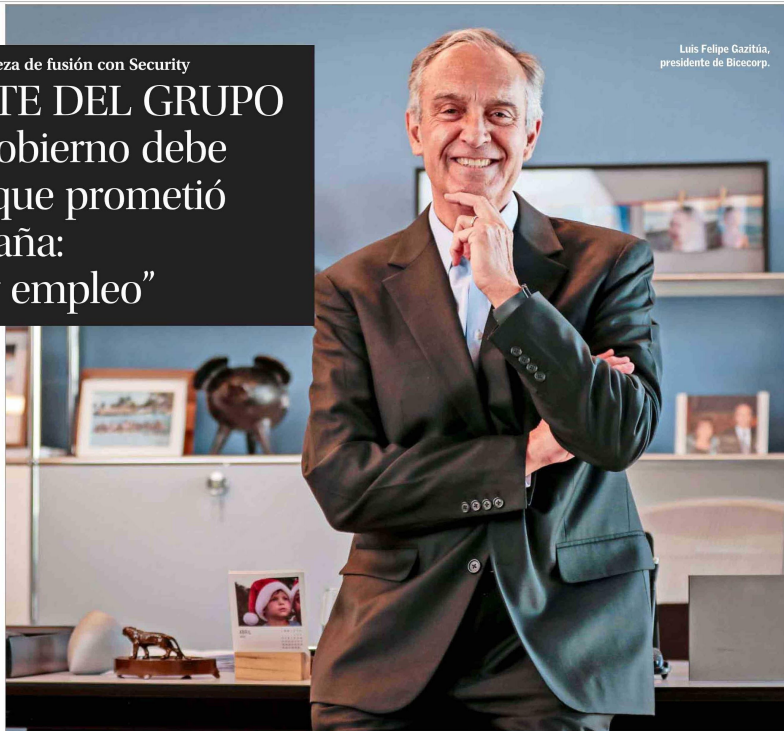 eza de fusión con Security
TE DEL GRUPO
obierno debe
que prometió
aña:
empleo”
Luis Felipe Gazitúa,
presidente de Bicecorp.